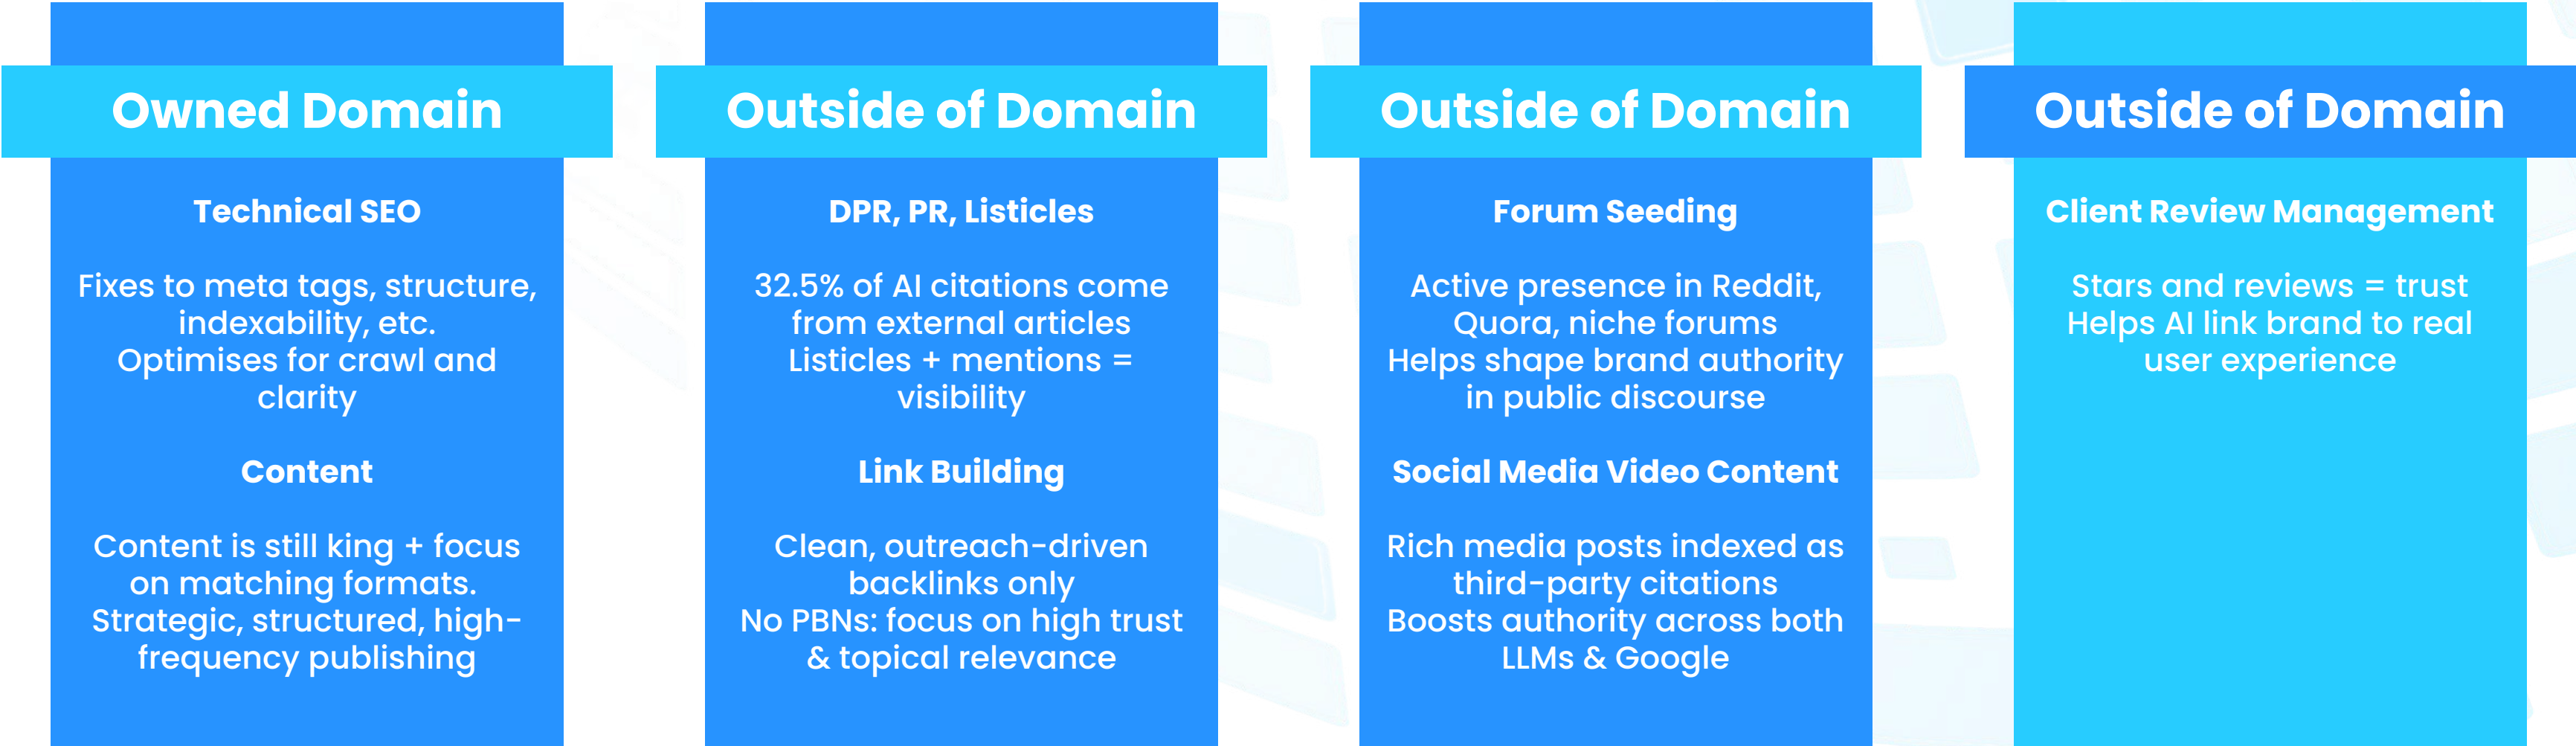 Owned Domain
Technical SEO
Fixes to meta tags, structure,
indexability, etc.
Optimises for crawl and
clarity
Content
Content is still king + focus
on matching formats.
Strategic, structured, high-
frequency publishing
Outside of Domain
DPR, PR, Listicles
32.5% of AI citations come
from external articles
Listicles + mentions =
visibility
Link Building
Clean, outreach-driven
backlinks only
No PBNs: focus on high trust
& topical relevance
Outside of Domain
Forum Seeding
Active presence in Reddit,
Quora, niche forums
Helps shape brand authority
in public discourse
Social Media Video Content
Rich media posts indexed as
third-party citations
Boosts authority across both
LLMs & Google
Outside of Domain
Client Review Management
Stars and reviews = trust
Helps AI link brand to real
user experience